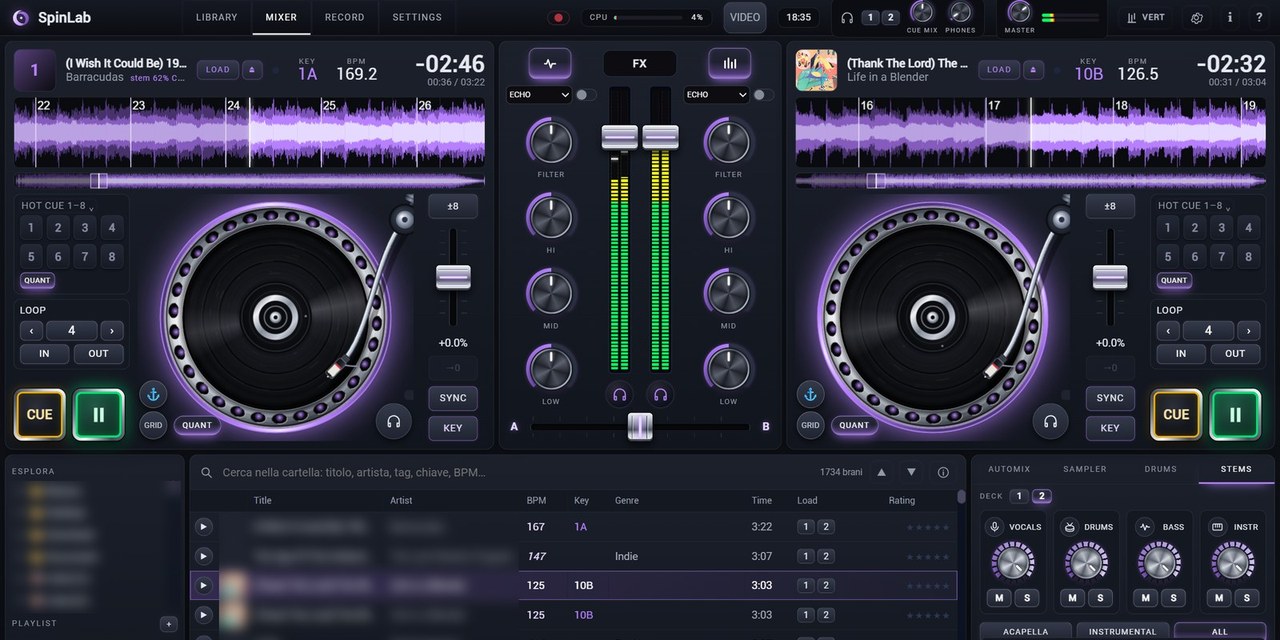 SpinLab
LIBRARY
MIXER
RECORD
SETTINGS
CPU 4%
VIDEO
18:35
1 2
CUE MIX
PHONES
MASTER
VERT
1
(I Wish It Could Be) 19...
Barracudas stem 62% C...
LOAD
KEY
1A
BPM
169.2
-02:46
00:36 / 03:22
22 23 24 25 26
HOT CUE 1–8
1 2 3 4
5 6 7 8
QUANT
LOOP
4
IN OUT
CUE
GRID
QUANT
±8
+0.0%
→0
SYNC
KEY
FX
ECHO
ECHO
FILTER
HI
MID
LOW
FILTER
HI
MID
LOW
A B
(Thank The Lord) The ...
Life in a Blender
LOAD
KEY
10B
BPM
126.5
-02:32
00:31 / 03:04
16 17 18 19
±8
+0.0%
→0
SYNC
KEY
HOT CUE 1–8
1 2 3 4
5 6 7 8
QUANT
LOOP
4
IN OUT
GRID
QUANT
CUE
ESPLORA
PLAYLIST
+
Cerca nella cartella: titolo, artista, tag, chiave, BPM...
1734 brani
Title Artist BPM Key Genre Time Load Rating
167 1A 3:22 1 2
147 Indie 3:07 1 2
125 10B 3:03 1 2
125 10B 3:03 1 2
AUTOMIX SAMPLER DRUMS STEMS
DECK 1 2
VOCALS DRUMS BASS INSTR
M S M S M S M S
ACAPELLA INSTRUMENTAL ALL